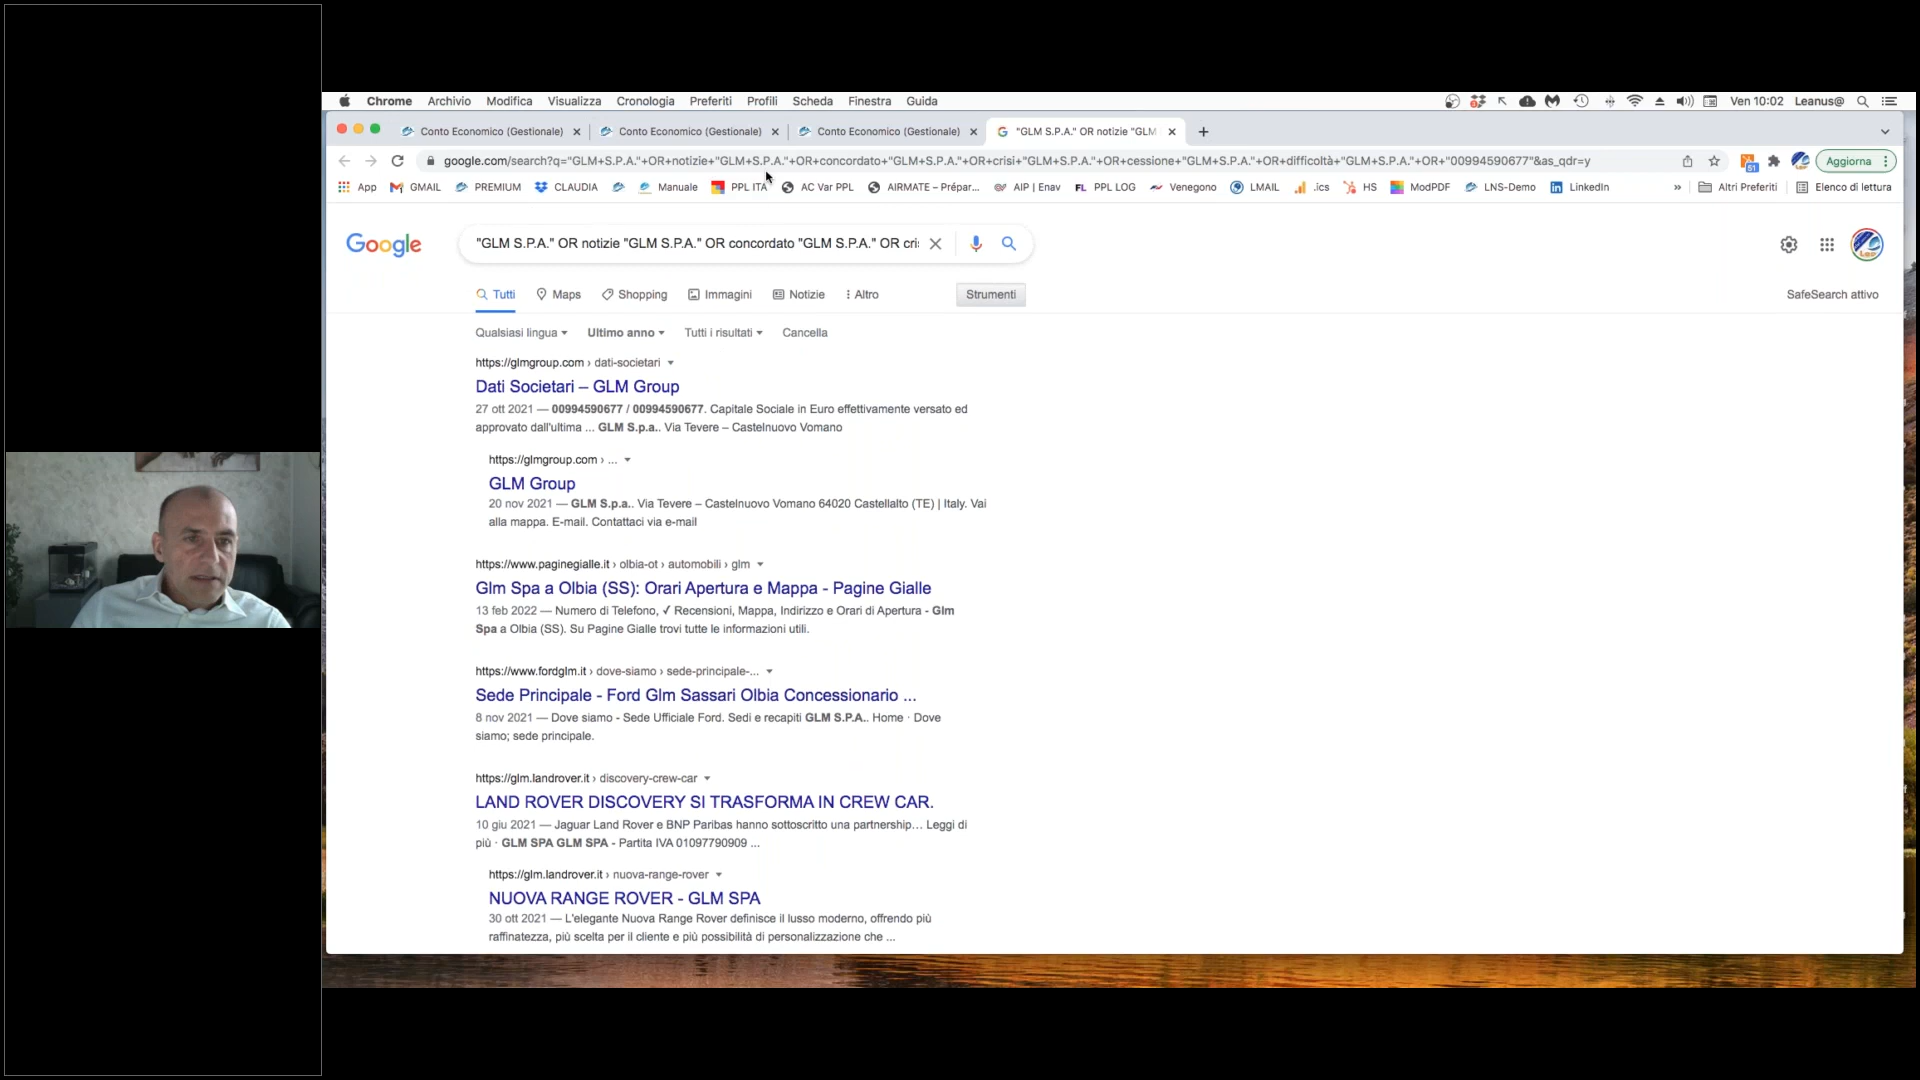 Chrome Archivio Modifica Visualizza Cronologia Preferiti Profili Scheda Finestra Guida
Ven 10:02 Leanus@
Conto Economico (Gestionale) Conto Economico (Gestionale) Conto Economico (Gestionale) "GLM S.P.A." OR notizie "GLM
google.com/search?q="GLM+S.P.A."+OR+notizie+"GLM+S.P.A."+OR+concordato+"GLM+S.P.A."+OR+crisi+"GLM+S.P.A."+OR+cessione+"GLM+S.P.A."+OR+difficoltà+"GLM+S.P.A."+OR+"00994590677"&as_qdr=y
51
Aggiorna
App GMAIL PREMIUM CLAUDIA Manuale PPL ITA AC Var PPL AIRMATE – Prépar... AIP | Enav FL PPL LOG Venegono LMAIL .ics HS ModPDF LNS-Demo LinkedIn » Altri Preferiti Elenco di lettura
Google
"GLM S.P.A." OR notizie "GLM S.P.A." OR concordato "GLM S.P.A." OR cris
Tutti Maps Shopping Immagini Notizie Altro Strumenti
SafeSearch attivo
Qualsiasi lingua Ultimo anno Tutti i risultati Cancella
https://glmgroup.com › dati-societari
Dati Societari – GLM Group
27 ott 2021 — 00994590677 / 00994590677. Capitale Sociale in Euro effettivamente versato ed
approvato dall'ultima ... GLM S.p.a.. Via Tevere – Castelnuovo Vomano
https://glmgroup.com › ...
GLM Group
20 nov 2021 — GLM S.p.a.. Via Tevere – Castelnuovo Vomano 64020 Castellalto (TE) | Italy. Vai
alla mappa. E-mail. Contattaci via e-mail
https://www.paginegialle.it › olbia-ot › automobili › glm
Glm Spa a Olbia (SS): Orari Apertura e Mappa - Pagine Gialle
13 feb 2022 — Numero di Telefono, ✓ Recensioni, Mappa, Indirizzo e Orari di Apertura - Glm
Spa a Olbia (SS). Su Pagine Gialle trovi tutte le informazioni utili.
https://www.fordglm.it › dove-siamo › sede-principale-...
Sede Principale - Ford Glm Sassari Olbia Concessionario ...
8 nov 2021 — Dove siamo - Sede Ufficiale Ford. Sedi e recapiti GLM S.P.A.. Home · Dove
siamo; sede principale.
https://glm.landrover.it › discovery-crew-car
LAND ROVER DISCOVERY SI TRASFORMA IN CREW CAR.
10 giu 2021 — Jaguar Land Rover e BNP Paribas hanno sottoscritto una partnership… Leggi di
più · GLM SPA GLM SPA - Partita IVA 01097790909 ...
https://glm.landrover.it › nuova-range-rover
NUOVA RANGE ROVER - GLM SPA
30 ott 2021 — L'elegante Nuova Range Rover definisce il lusso moderno, offrendo più
raffinatezza, più scelta per il cliente e più possibilità di personalizzazione che ...